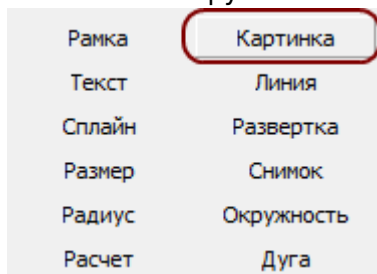 Рамка Картинка
Текст Линия
Сплайн Развертка
Размер Снимок
Радиус Окружность
Расчет Дуга